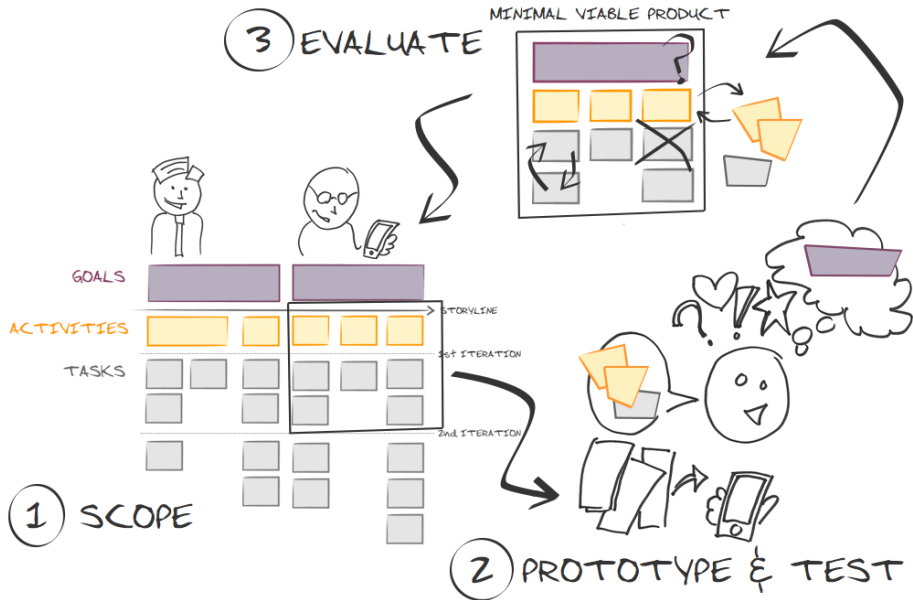 MINIMAL VIABLE PRODUCT
3 EVALUATE
?
GOALS
STORYLINE
ACTIVITIES
1st ITERATION
TASKS
2nd ITERATION
? !
1 SCOPE
2 PROTOTYPE & TEST